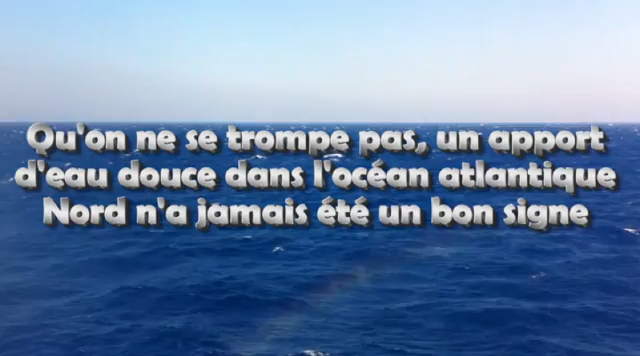 Qu'on ne se trompe pas, un apport
d'eau douce dans l'océan atlantique
Nord n'a jamais été un bon signe